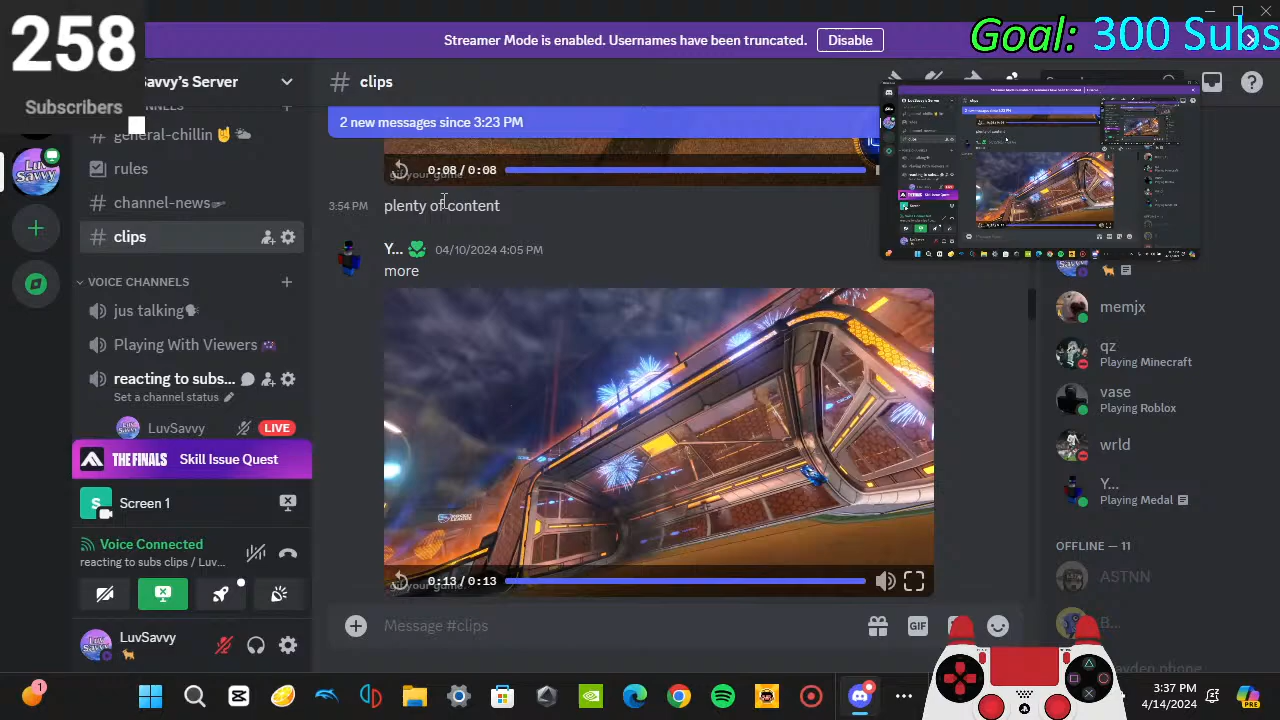 258
Subscribers
Streamer Mode is enabled. Usernames have been truncated.
Disable
Goal: 300 Subs
Savvy's Server
clips
2 new messages since 3:23 PM
general-chillin
rules
channel-news
clips
VOICE CHANNELS
jus talking
Playing With Viewers
reacting to subs...
Set a channel status
LuvSavvy
LIVE
THE FINALS Skill Issue Quest
Screen 1
Voice Connected
reacting to subs clips / Luv...
LuvSavvy
0:08 / 0:08
3:54 PM
plenty of content
Y... 04/10/2024 4:05 PM
more
0:13 / 0:13
Message #clips
GIF
memjx
qz
Playing Minecraft
vase
Playing Roblox
wrld
Y...
Playing Medal
OFFLINE — 11
ASTNN
B...
ayden phone
1
PRE
3:37 PM
4/14/2024